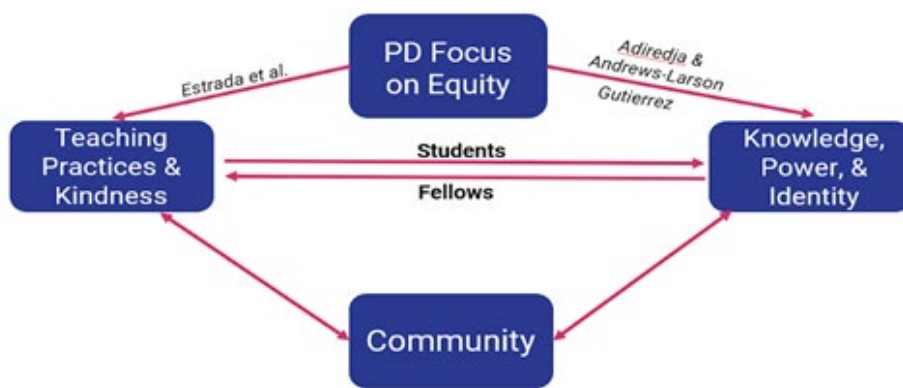 PD Focus
on Equity
Estrada et al.
Adiredja &
Andrews-Larson
Gutierrez
Teaching
Practices &
Kindness
Students
Fellows
Knowledge,
Power, &
Identity
Community